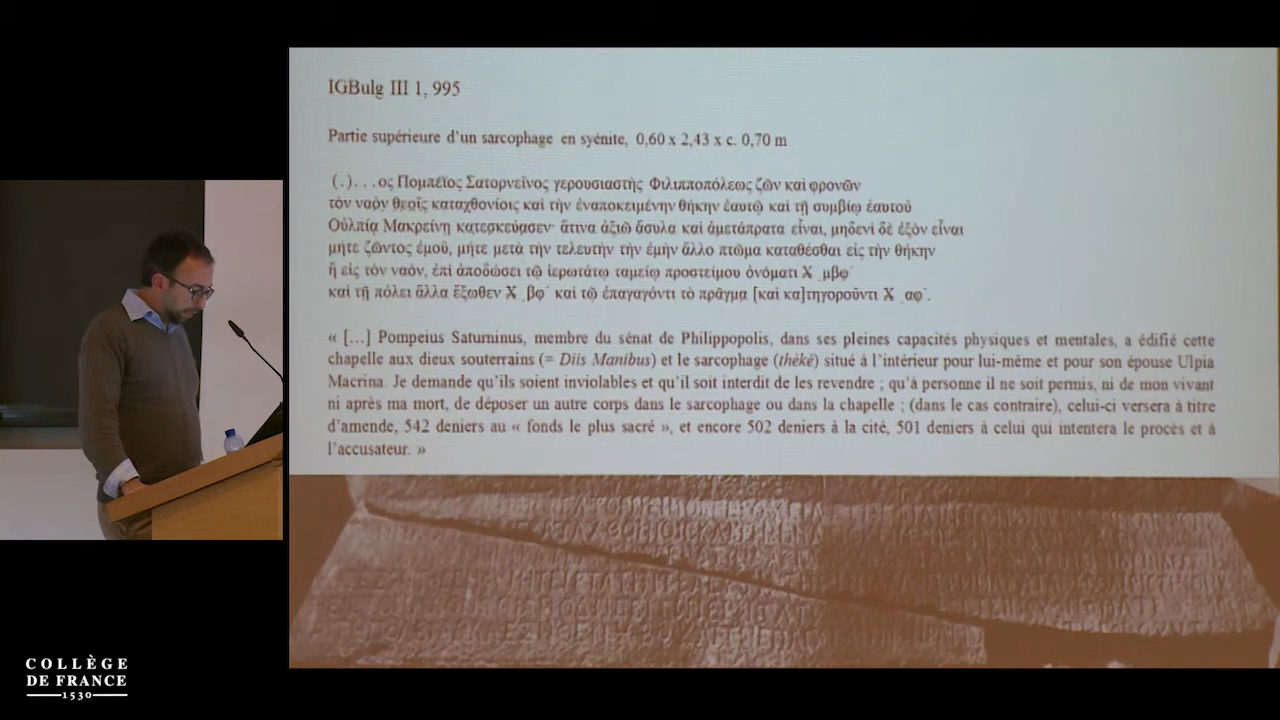 IGBulg III 1, 995
Partie supérieure d'un sarcophage en syénite, 0,60 x 2,43 x c. 0,70 m
(.)...ος Πομπεῖος Σατορνεῖνος γερουσιαστὴς Φιλιπποπόλεως ζῶν καὶ φρονῶν
τὸν ναὸν θεοῖς καταχθονίοις καὶ τὴν ἐναποκειμένην θήκην ἑαυτῷ καὶ τῇ συμβίῳ ἑαυτοῦ
Οὐλπίᾳ Μακρείνῃ κατεσκεύασεν· ἅτινα ἀξιῶ ἄσυλα καὶ ἀμετάπρατα εἶναι, μηδενὶ δὲ ἐξὸν εἶναι
μήτε ζῶντος ἐμοῦ, μήτε μετὰ τὴν τελευτὴν τὴν ἐμὴν ἄλλο πτῶμα καταθέσθαι εἰς τὴν θήκην
ἢ εἰς τὸν ναόν, ἐπὶ ἀποδώσει τῷ ἱερωτάτῳ ταμείῳ προστείμου ὀνόματι Ӿ ͵μβφʹ
καὶ τῇ πόλει ἄλλα ἔξωθεν Ӿ ͵βφʹ καὶ τῷ ἐπαγαγόντι τὸ πρᾶγμα [καὶ κα]τηγοροῦντι Ӿ ͵αφʹ.
« [...] Pompeius Saturninus, membre du sénat de Philippopolis, dans ses pleines capacités physiques et mentales, a édifié cette
chapelle aux dieux souterrains (= Diis Manibus) et le sarcophage (thèkè) situé à l'intérieur pour lui-même et pour son épouse Ulpia
Macrina. Je demande qu'ils soient inviolables et qu'il soit interdit de les revendre ; qu'à personne il ne soit permis, ni de mon vivant
ni après ma mort, de déposer un autre corps dans le sarcophage ou dans la chapelle ; (dans le cas contraire), celui-ci versera à titre
d'amende, 542 deniers au « fonds le plus sacré », et encore 502 deniers à la cité, 501 deniers à celui qui intentera le procès et à
l'accusateur. »
COLLÈGE
DE FRANCE
1530